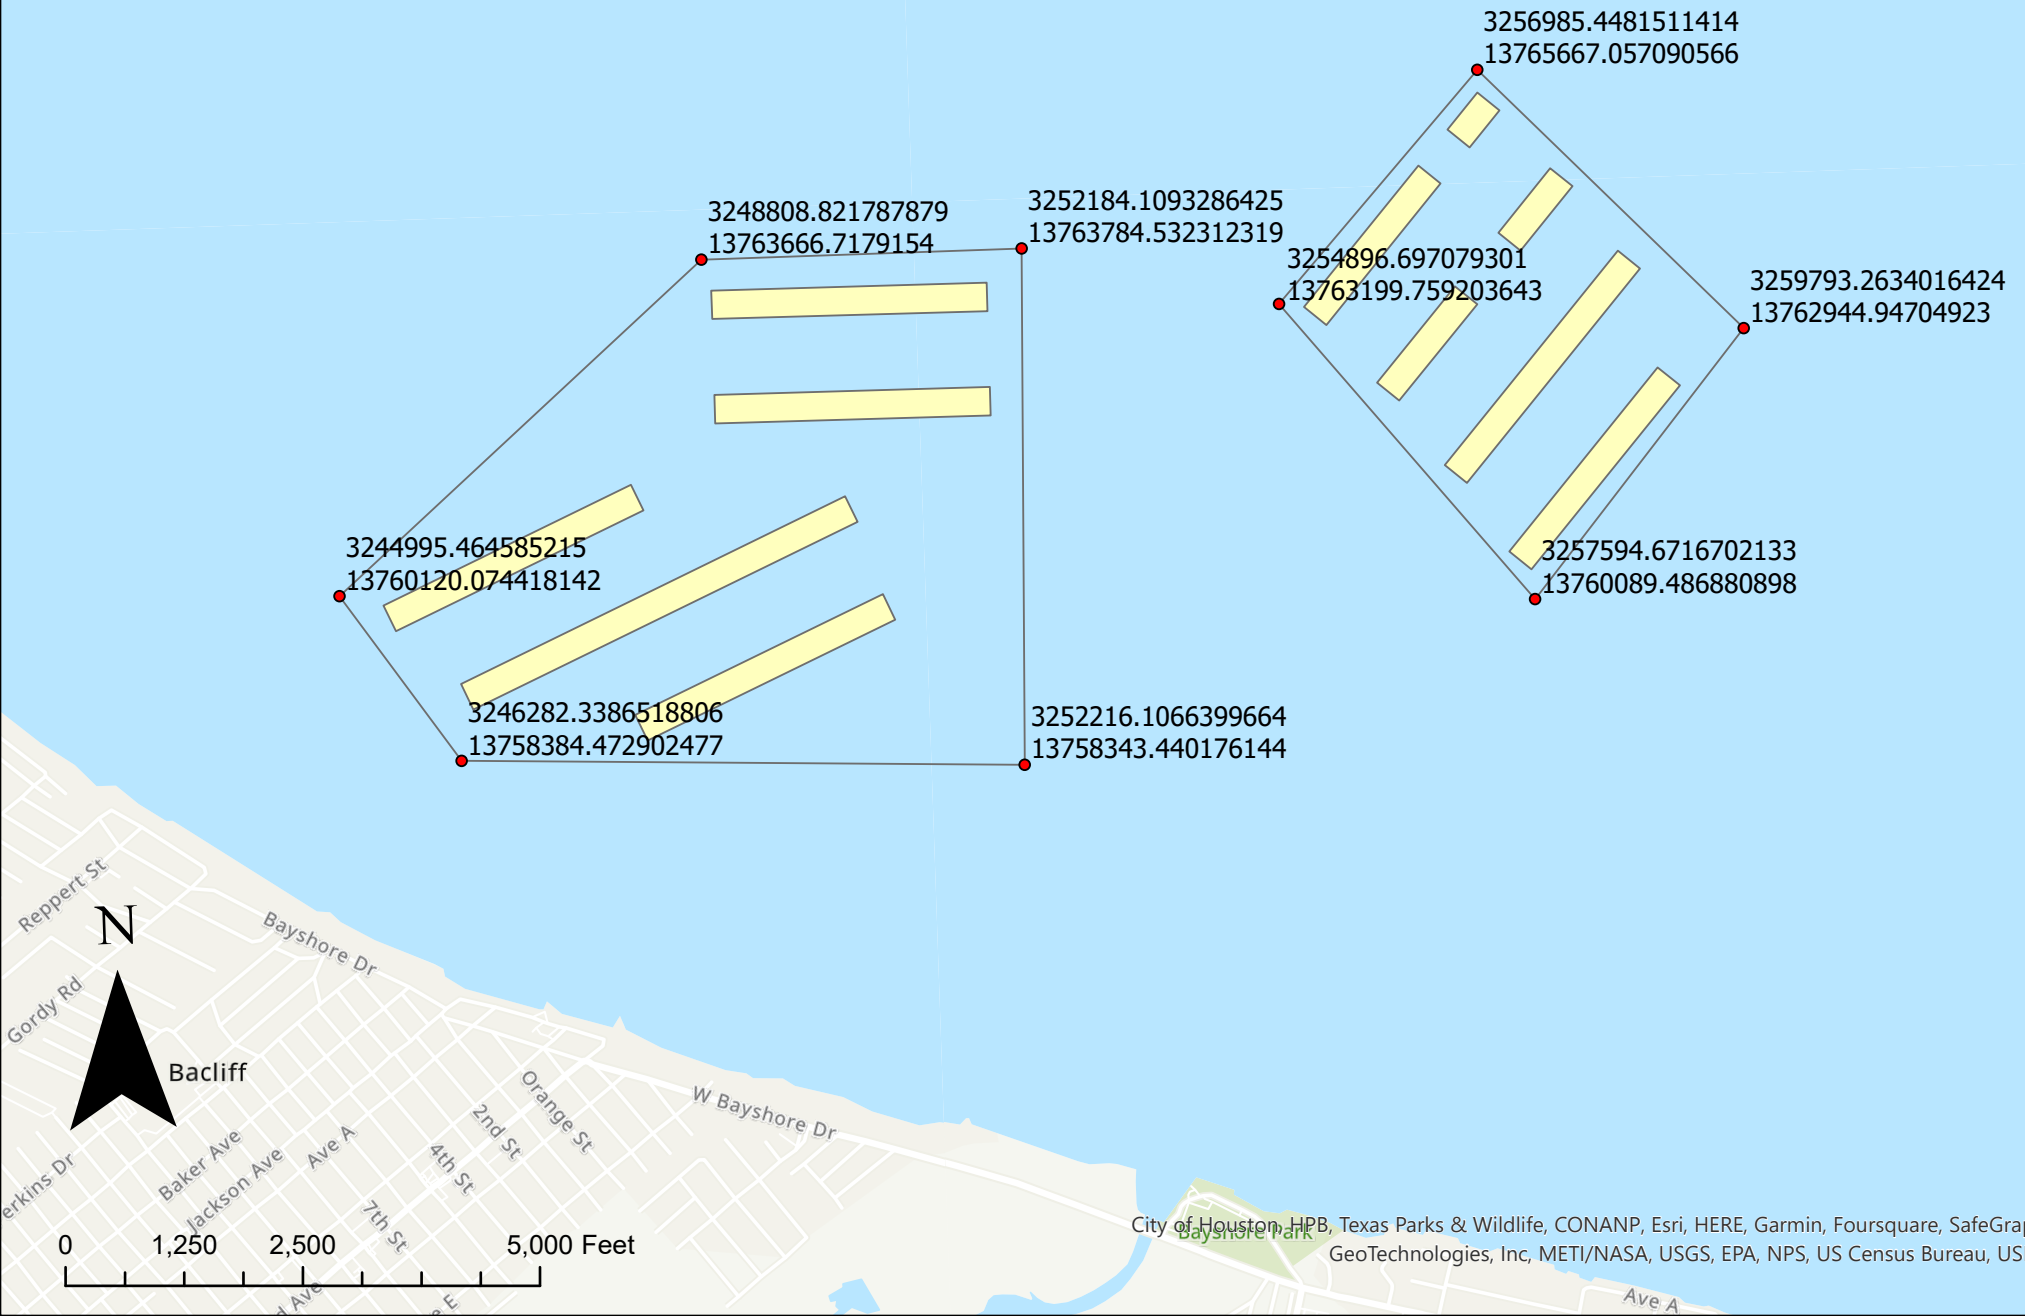 3256985.4481511414
13765667.057090566
3252184.1093286425
13763784.532312319
3248808.821787879
13763666.7179154
3254896.697079301
13763199.759203643
3259793.2634016424
13762944.94704923
3244995.464585215
13760120.074418142
3257594.6716702133
13760089.486880898
3246282.3386518806
13758384.472902477
3252216.1066399664
13758343.440176144
Reppert St
N
Bayshore Dr
Gordy Rd
Bacliff
Orange St
2nd St
W Bayshore Dr
Baker Ave
Jackson Ave
Ave A
4th St
erkins Dr
7th St
City of Houston, HPB, Texas Parks & Wildlife, CONANP, Esri, HERE, Garmin, Foursquare, SafeGra
Bayshore Park
GeoTechnologies, Inc, METI/NASA, USGS, EPA, NPS, US Census Bureau, US
0 1,250 2,500 5,000 Feet
d Ave
e E
Ave A